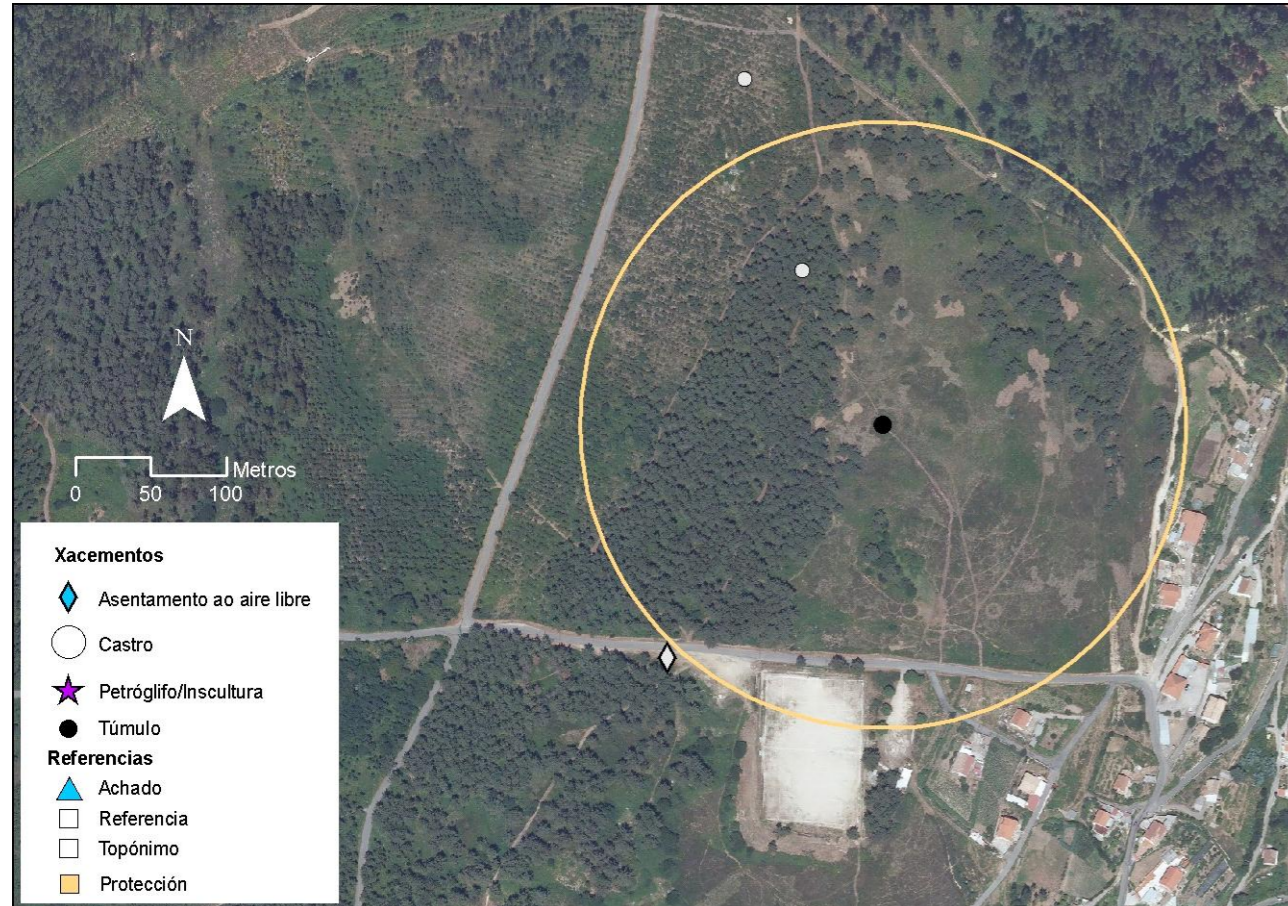 N
Metros
0 50 100
Xacementos
Asentamento ao aire libre
Castro
Petróglifo/Inscultura
Túmulo
Referencias
Achado
Referencia
Topónimo
Protección